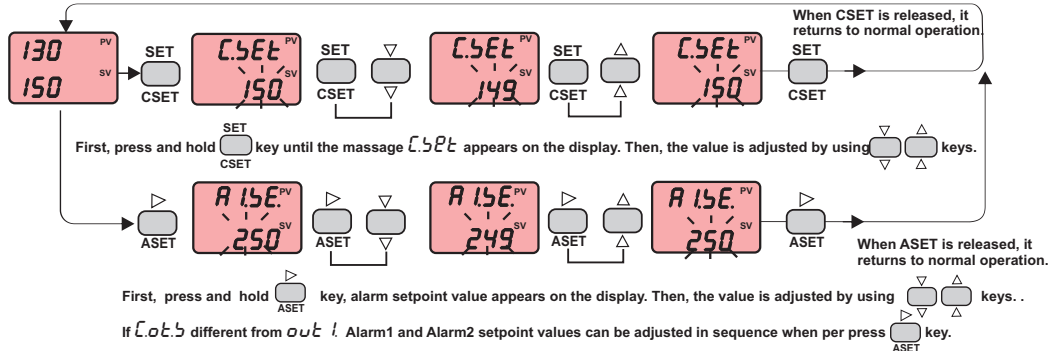 When CSET is released, it
returns to normal operation.
130 PV
150 SV
SET
CSET
C.SEt PV
150 SV
SET
CSET
C.SEt PV
149 SV
SET
CSET
C.SEt PV
150 SV
SET
CSET
First, press and hold SET CSET key until the massage C.SEt appears on the display. Then, the value is adjusted by using keys.
ASET
A1.SE. PV
250 SV
ASET
A1.SE. PV
249 SV
ASET
A1.SE. PV
250 SV
ASET
When ASET is released, it
returns to normal operation.
First, press and hold ASET key, alarm setpoint value appears on the display. Then, the value is adjusted by using keys. .
If C.ot.S different from out 1. Alarm1 and Alarm2 setpoint values can be adjusted in sequence when per press ASET key.